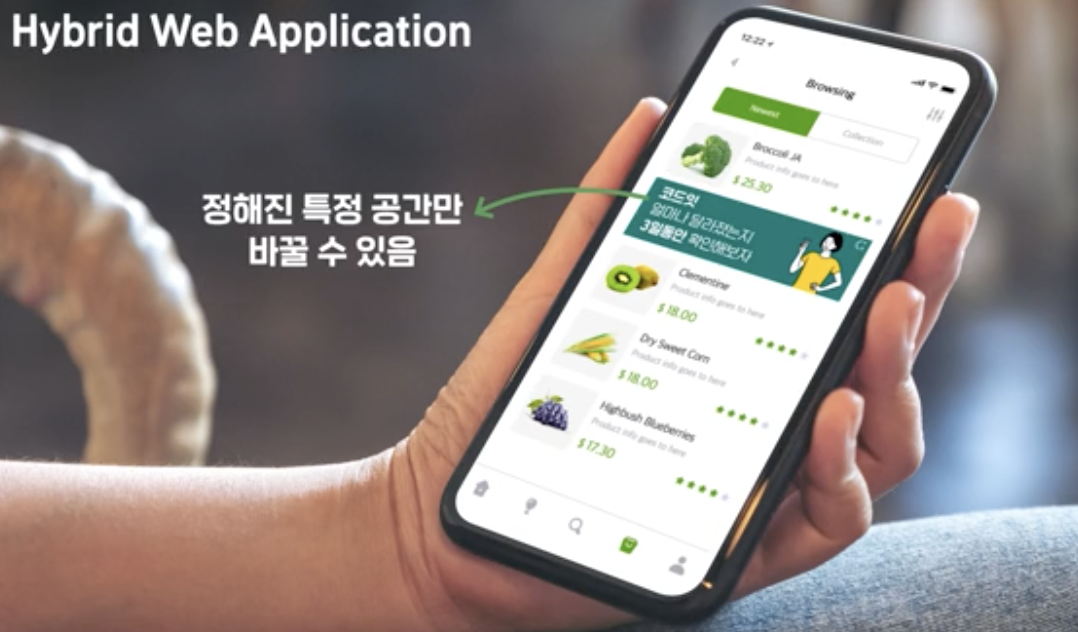 Hybrid Web Application
정해진 특정 공간만
바꿀 수 있음
12:22
Browsing
Newest
Collection
Broccoli JA
Product info goes to here
$ 25.30
코드잇
얼마나 달라졌는지
3일동안 확인해보자
Clementine
Product info goes to here
$ 18.00
Dry Sweet Corn
Product info goes to here
$ 18.00
Highbush Blueberries
Product info goes to here
$ 17.30